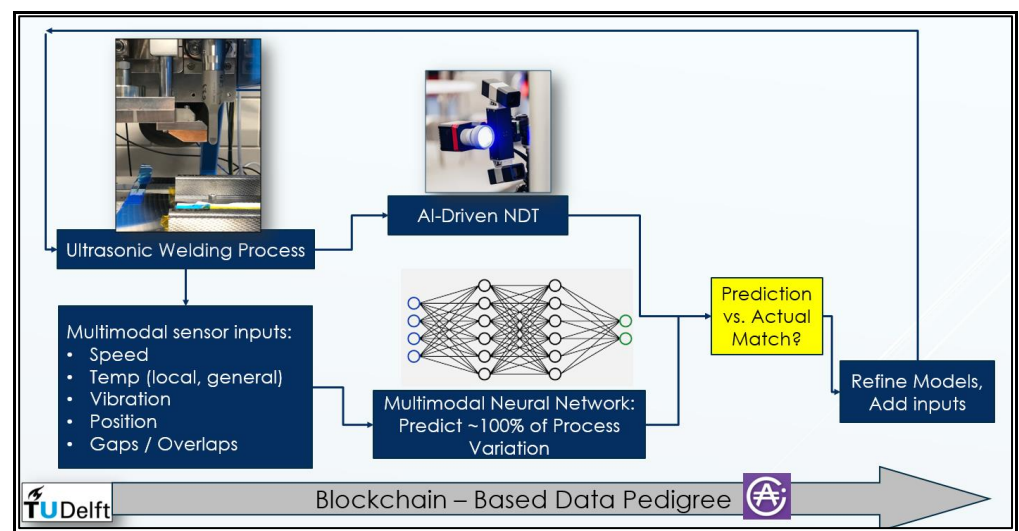 Ultrasonic Welding Process
AI-Driven NDT
Multimodal sensor inputs:
• Speed
• Temp (local, general)
• Vibration
• Position
• Gaps / Overlaps
Multimodal Neural Network:
Predict ~100% of Process
Variation
Prediction
vs. Actual
Match?
Refine Models,
Add inputs
TUDelft
Blockchain – Based Data Pedigree